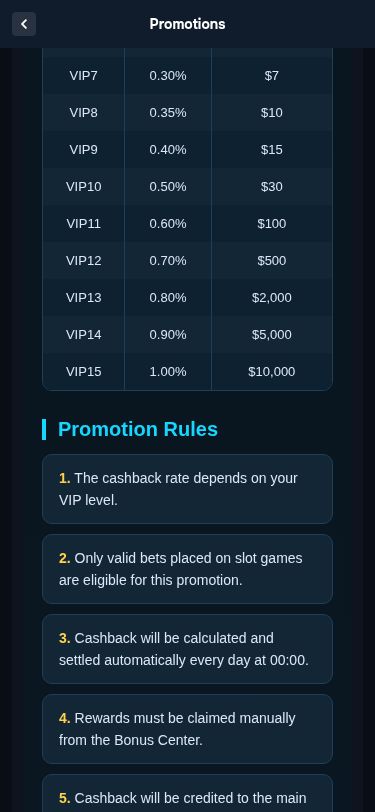 Promotions
VIP7 0.30% $7
VIP8 0.35% $10
VIP9 0.40% $15
VIP10 0.50% $30
VIP11 0.60% $100
VIP12 0.70% $500
VIP13 0.80% $2,000
VIP14 0.90% $5,000
VIP15 1.00% $10,000
Promotion Rules
1. The cashback rate depends on your
VIP level.
2. Only valid bets placed on slot games
are eligible for this promotion.
3. Cashback will be calculated and
settled automatically every day at 00:00.
4. Rewards must be claimed manually
from the Bonus Center.
5. Cashback will be credited to the main